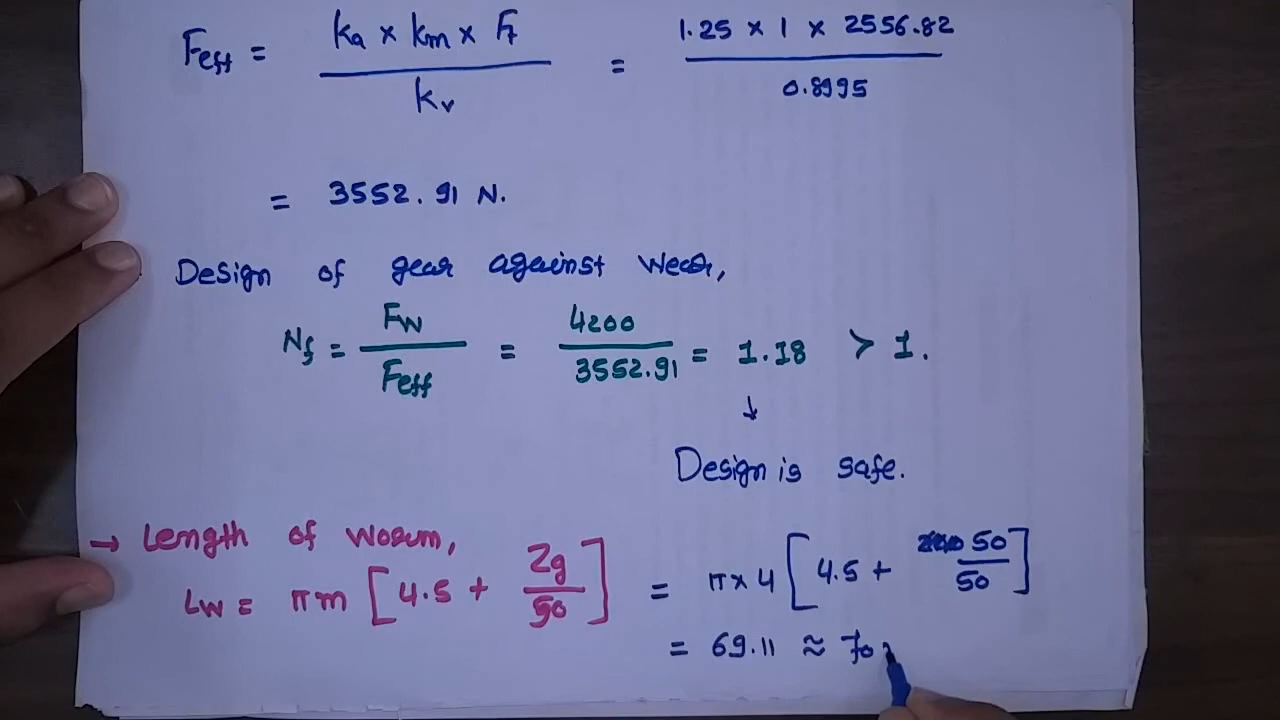 Feff = ka × km × Ft / kv = 1.25 × 1 × 2556.82 / 0.8995
= 3552.91 N.
Design of gear against wear,
Nf = FW / Feff = 4200 / 3552.91 = 1.18 > 1.
↓
Design is safe.
→ Length of worm,
LW = πm [4.5 + Zg / 50] = π×4 [4.5 + 50 / 50]
= 69.11 ≈ 70